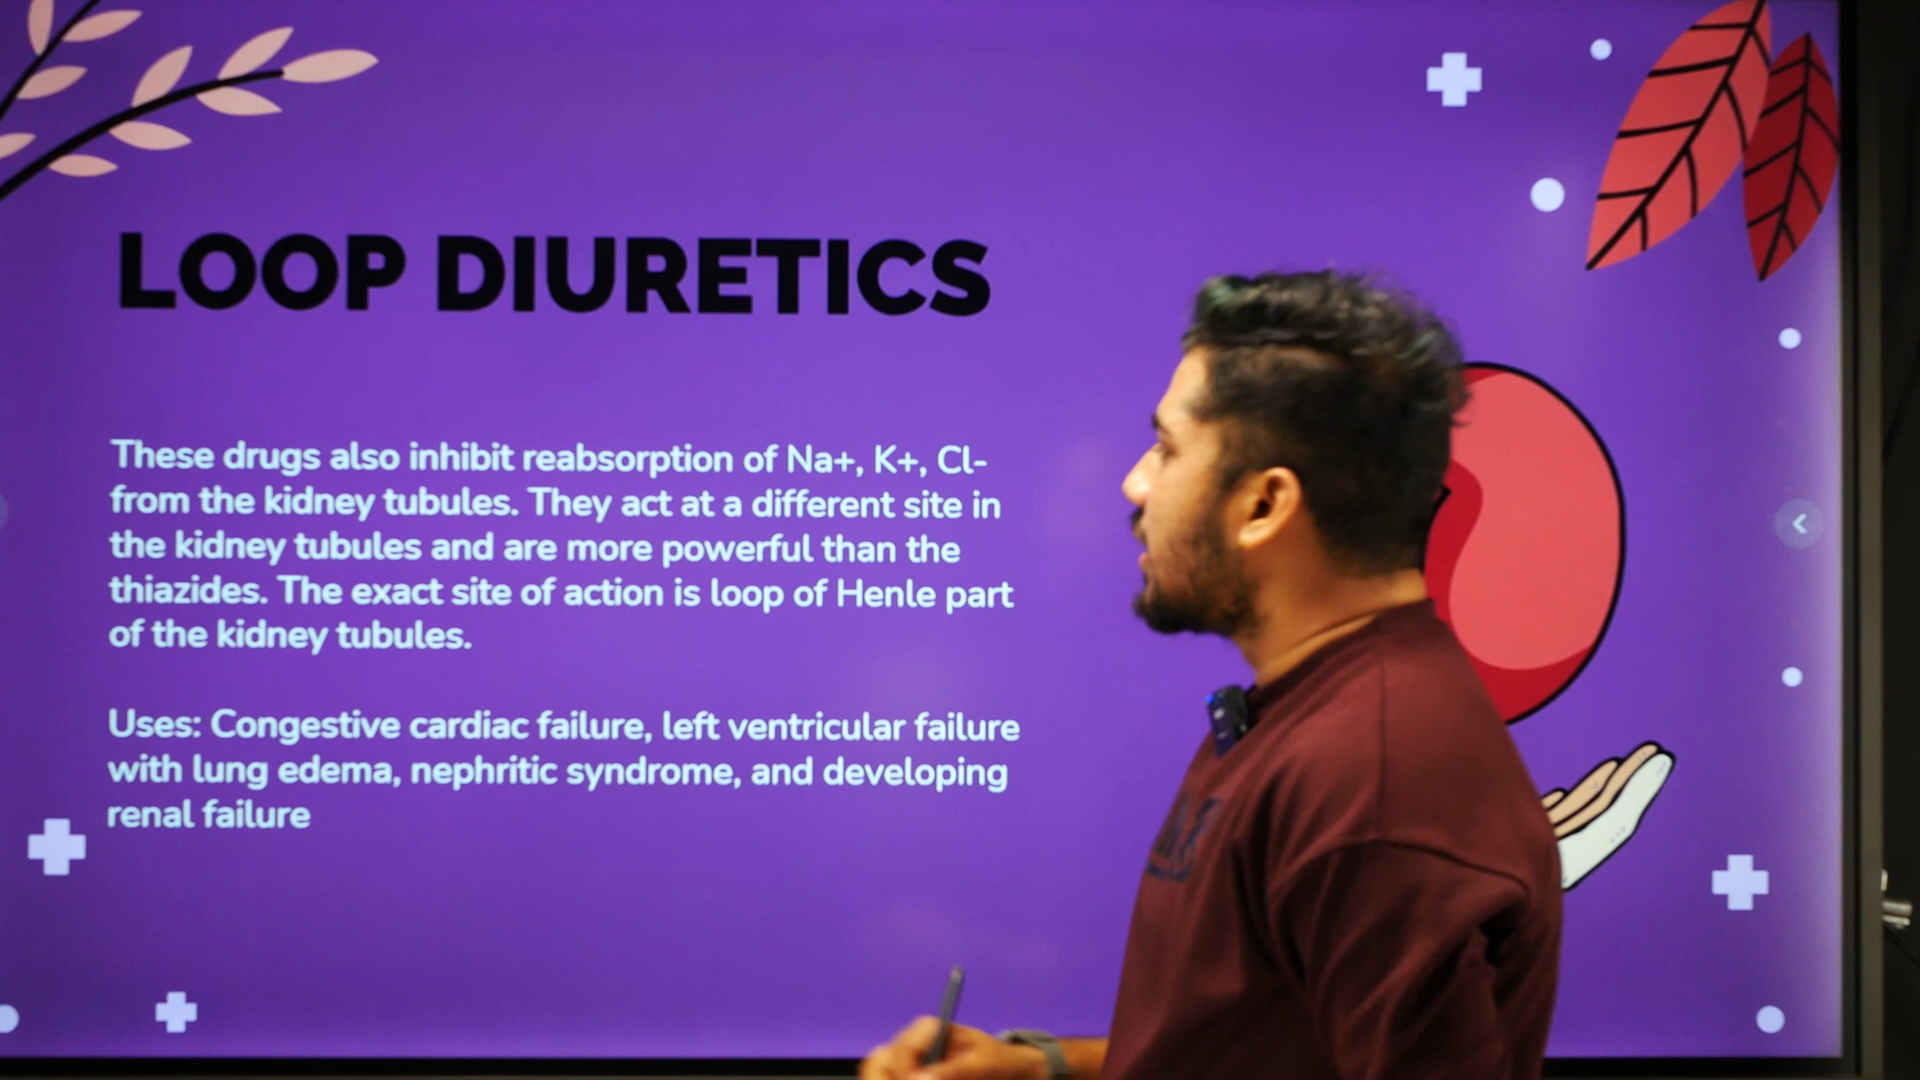 LOOP DIURETICS
These drugs also inhibit reabsorption of Na+, K+, Cl-
from the kidney tubules. They act at a different site in
the kidney tubules and are more powerful than the
thiazides. The exact site of action is loop of Henle part
of the kidney tubules.
Uses: Congestive cardiac failure, left ventricular failure
with lung edema, nephritic syndrome, and developing
renal failure